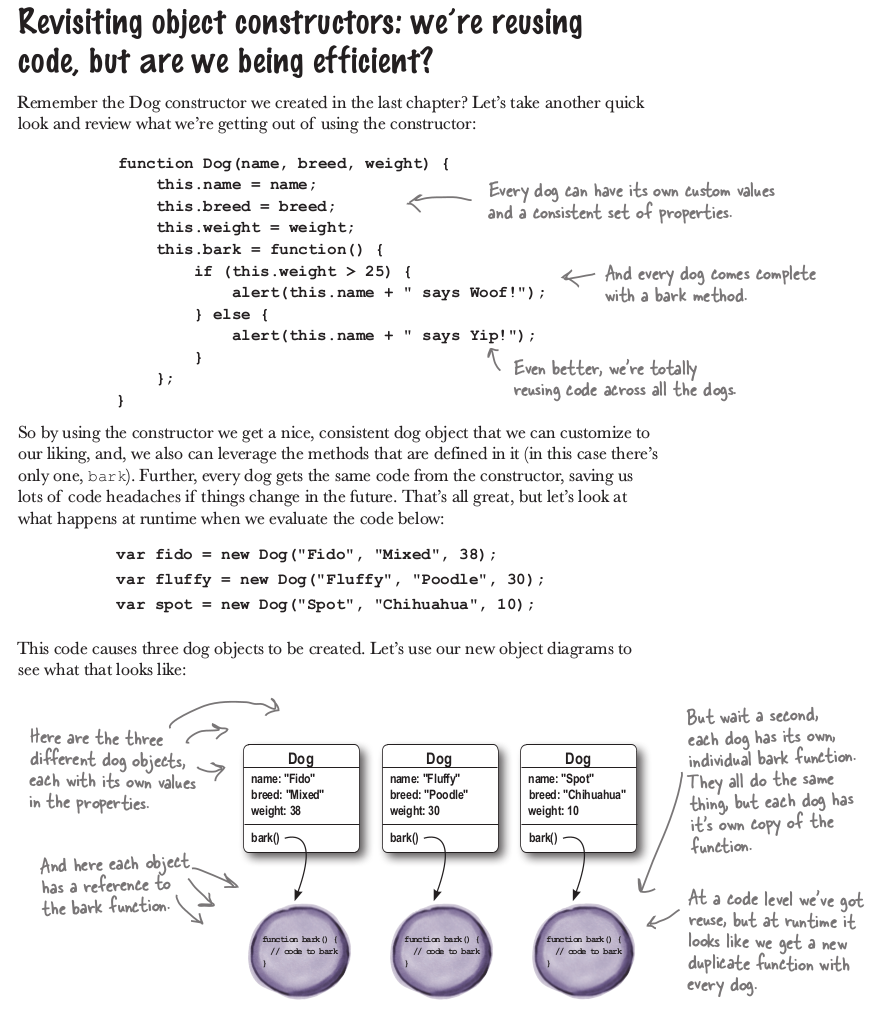 Revisiting object constructors: we're reusing
code, but are we being efficient?
Remember the Dog constructor we created in the last chapter? Let's take another quick
look and review what we're getting out of using the constructor:
function Dog(name, breed, weight) {
    this.name = name;
    this.breed = breed;
    this.weight = weight;
    this.bark = function() {
        if (this.weight > 25) {
            alert(this.name + " says Woof!");
        } else {
            alert(this.name + " says Yip!");
        }
    };
}
Every dog can have its own custom values
and a consistent set of properties.
And every dog comes complete
with a bark method.
Even better, we're totally
reusing code across all the dogs.
So by using the constructor we get a nice, consistent dog object that we can customize to
our liking, and, we also can leverage the methods that are defined in it (in this case there's
only one, bark). Further, every dog gets the same code from the constructor, saving us
lots of code headaches if things change in the future. That's all great, but let's look at
what happens at runtime when we evaluate the code below:
var fido = new Dog("Fido", "Mixed", 38);
var fluffy = new Dog("Fluffy", "Poodle", 30);
var spot = new Dog("Spot", "Chihuahua", 10);
This code causes three dog objects to be created. Let's use our new object diagrams to
see what that looks like:
Here are the three
different dog objects,
each with its own values
in the properties.
And here each object
has a reference to
the bark function.
Dog
name: "Fido"
breed: "Mixed"
weight: 38
bark()
function bark() {
// code to bark
}
Dog
name: "Fluffy"
breed: "Poodle"
weight: 30
bark()
function bark() {
// code to bark
}
Dog
name: "Spot"
breed: "Chihuahua"
weight: 10
bark()
function bark() {
// code to bark
}
But wait a second,
each dog has its own,
individual bark function.
They all do the same
thing, but each dog has
it's own copy of the
function.
At a code level we've got
reuse, but at runtime it
looks like we get a new
duplicate function with
every dog.